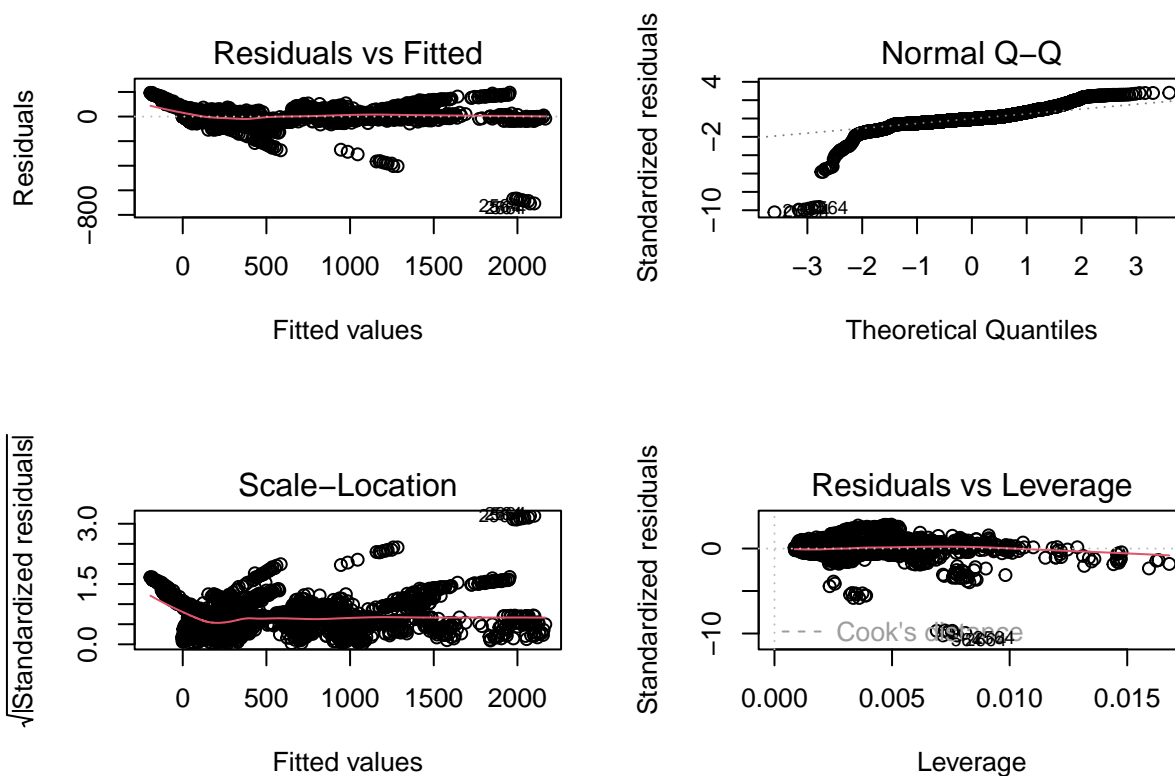 Residuals vs Fitted
Residuals
0
−800
0 500 1000 1500 2000
Fitted values
Normal Q−Q
Standardized residuals
4
−2
−10
−3 −2 −1 0 1 2 3
Theoretical Quantiles
Scale−Location
√|Standardized residuals|
3.0
1.5
0.0
0 500 1000 1500 2000
Fitted values
Residuals vs Leverage
Standardized residuals
0
−10
Cook's distance
0.000 0.005 0.010 0.015
Leverage